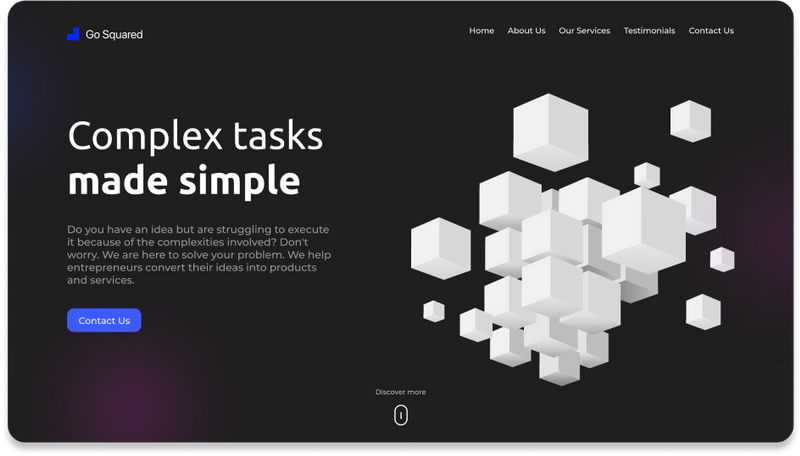 Go Squared
Home About Us Our Services Testimonials Contact Us
Complex tasks
made simple
Do you have an idea but are struggling to execute
it because of the complexities involved? Don't
worry. We are here to solve your problem. We help
entrepreneurs convert their ideas into products
and services.
Contact Us
Discover more